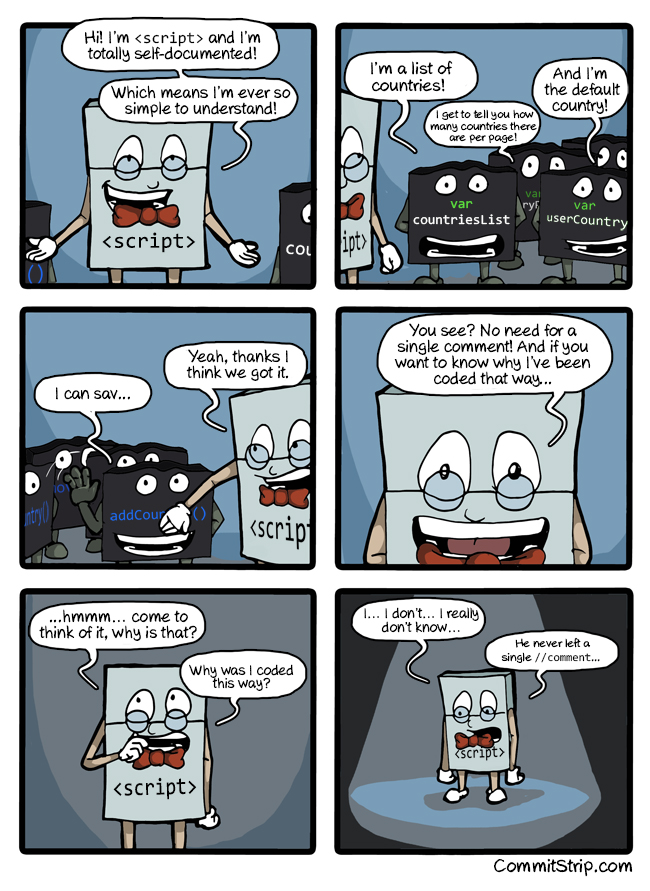 Hi! I'm <script> and I'm
totally self-documented!
Which means I'm ever so
simple to understand!
<script>
()
COU
I'm a list of
countries!
I get to tell you how
many countries there
are per page!
And I'm
the default
country!
ipt>
var
countriesList
va
ryP
var
userCountry
I can sav...
Yeah, thanks I
think we got it.
ntry()
addCou ()
<scrip
You see? No need for a
single comment! And if you
want to know why I've been
coded that way...
...hmmm... come to
think of it, why is that?
Why was I coded
this way?
<script>
I... I don't... I really
don't know...
He never left a
single //comment...
<script>
CommitStrip.com